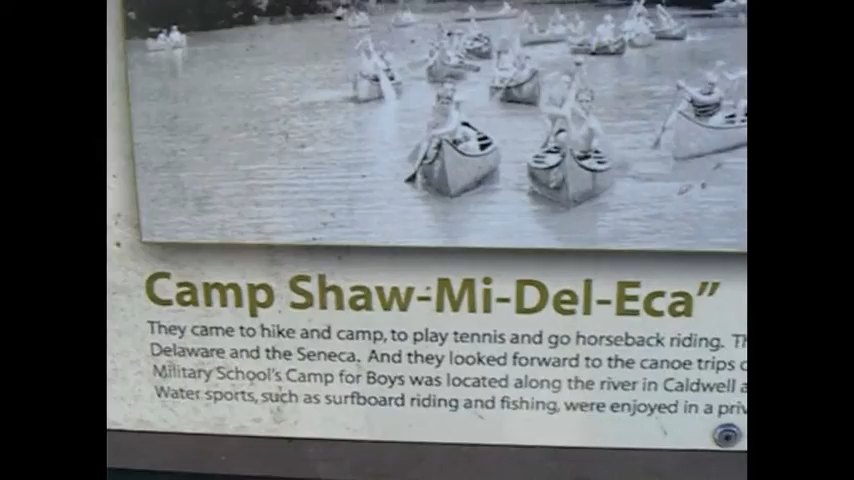 Camp Shaw-Mi-Del-Eca"
They came to hike and camp, to play tennis and go horseback riding.
Delaware and the Seneca. And they looked forward to the canoe trips
Military School's Camp for Boys was located along the river in Caldwell
Water sports, such as surfboard riding and fishing, were enjoyed in a